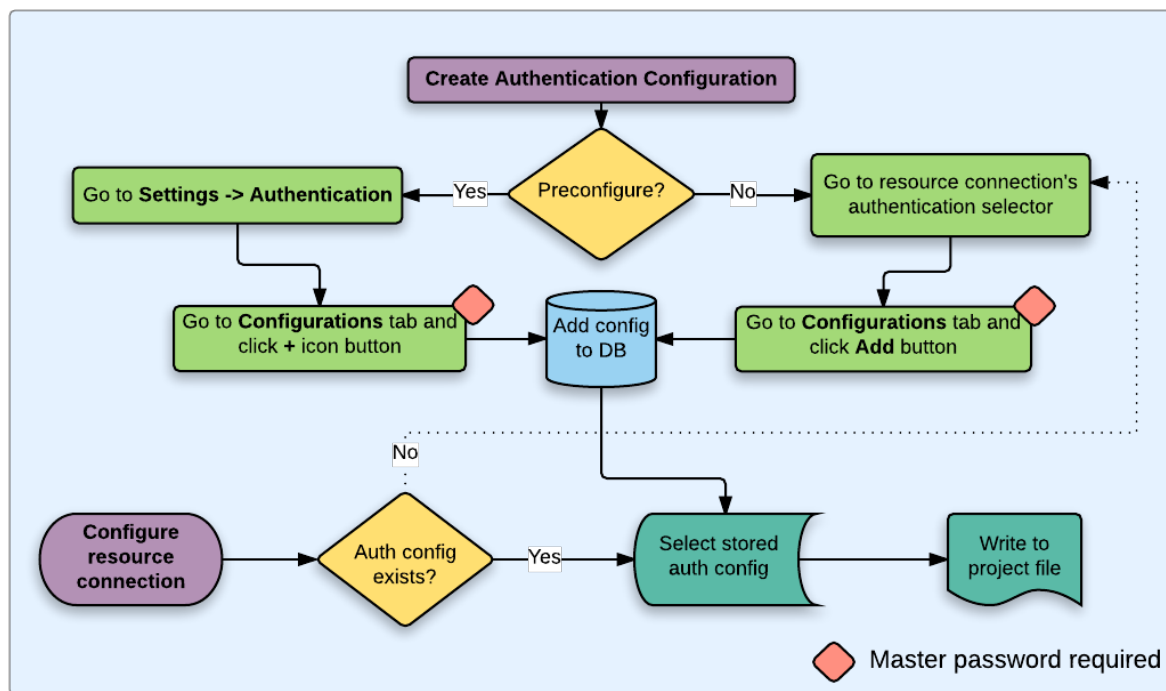 Create Authentication Configuration
Preconfigure?
Yes
No
Go to Settings -> Authentication
Go to resource connection's
authentication selector
Go to Configurations tab and
click + icon button
Add config
to DB
Go to Configurations tab and
click Add button
No
Configure
resource
connection
Auth config
exists?
Yes
Select stored
auth config
Write to
project file
Master password required